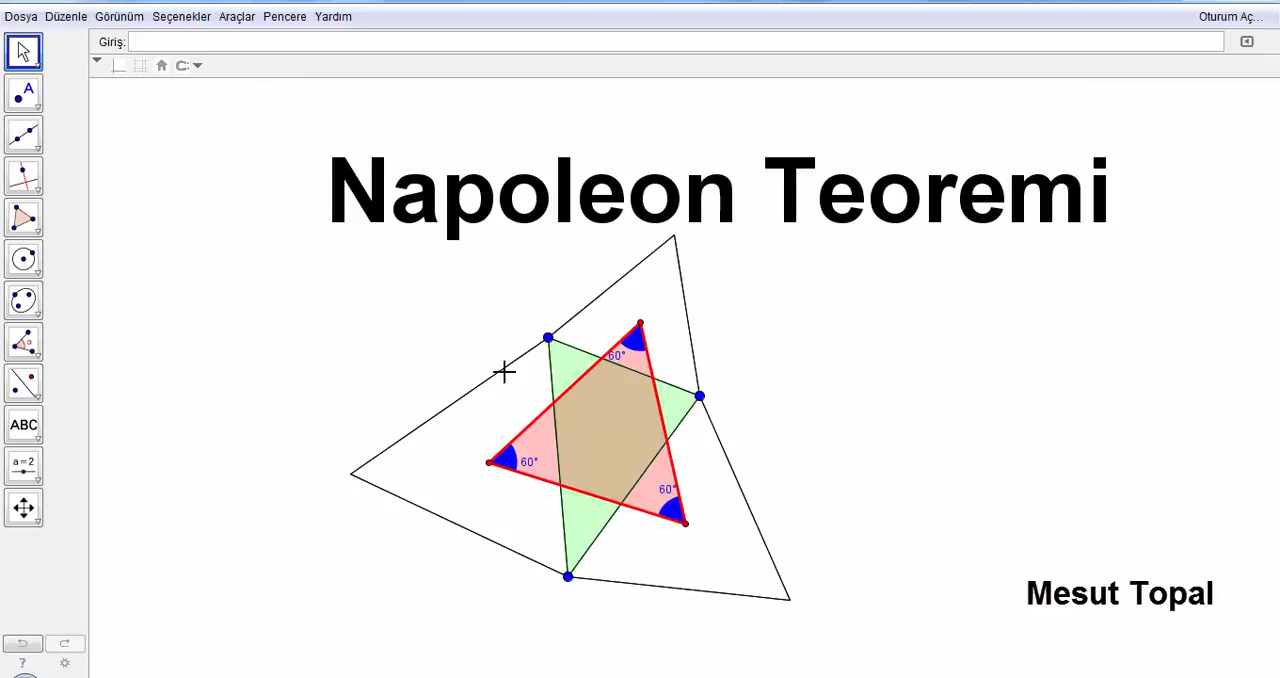 Dosya Düzenle Görünüm Seçenekler Araçlar Pencere Yardım Oturum Aç...
Giriş:
A
Napoleon Teoremi
60°
α
ABC
60°
a=2
60°
Mesut Topal
?